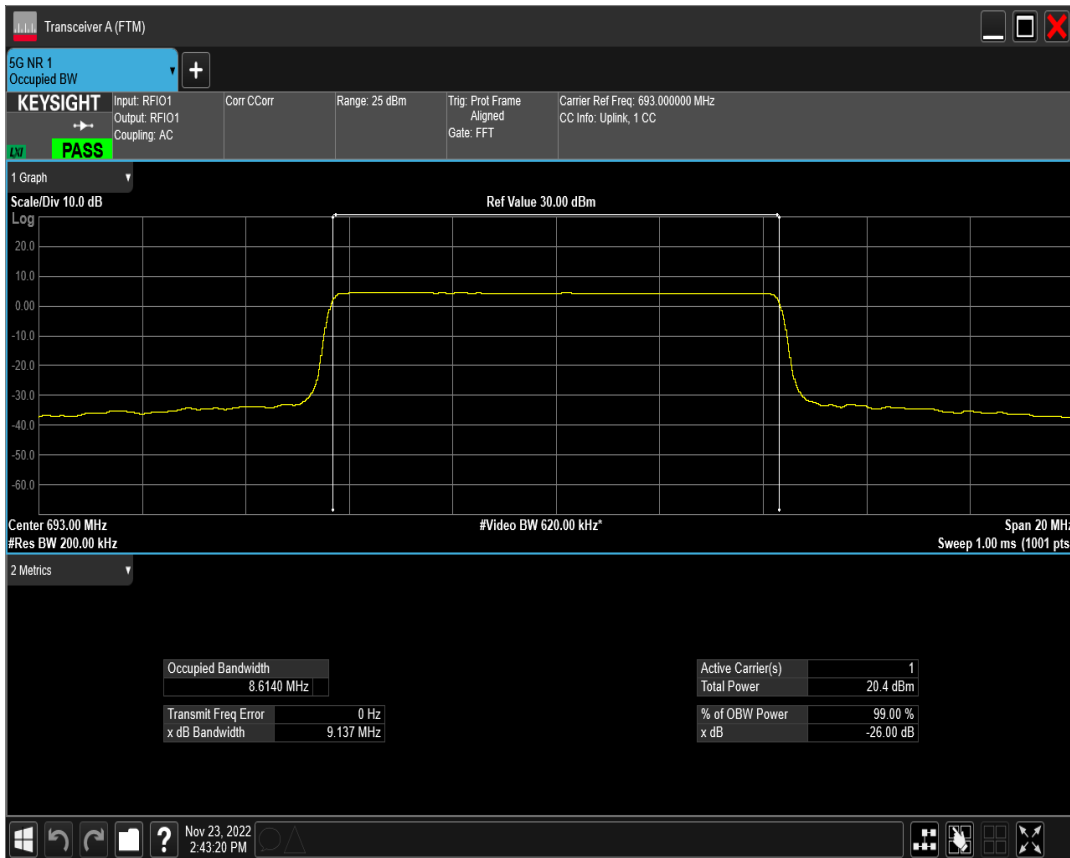 Transceiver A (FTM)
5G NR 1
Occupied BW
+
KEYSIGHT
LXI
PASS
Input: RFIO1
Output: RFIO1
Coupling: AC
Corr CCorr
Range: 25 dBm
Trig: Prot Frame
Aligned
Gate: FFT
Carrier Ref Freq: 693.000000 MHz
CC Info: Uplink, 1 CC
1 Graph
Scale/Div 10.0 dB
Ref Value 30.00 dBm
Log
20.0
10.0
0.00
-10.0
-20.0
-30.0
-40.0
-50.0
-60.0
Center 693.00 MHz
#Video BW 620.00 kHz*
Span 20 MHz
#Res BW 200.00 kHz
Sweep 1.00 ms (1001 pts
2 Metrics
Occupied Bandwidth
8.6140 MHz
Transmit Freq Error 0 Hz
x dB Bandwidth 9.137 MHz
Active Carrier(s) 1
Total Power 20.4 dBm
% of OBW Power 99.00 %
x dB -26.00 dB
?
Nov 23, 2022
2:43:20 PM